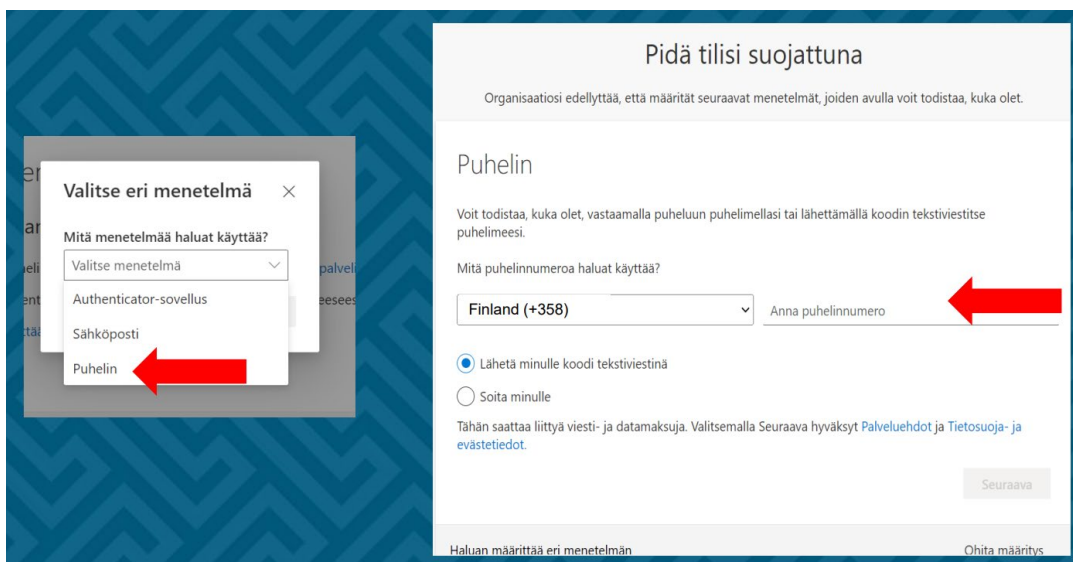 Valitse eri menetelmä
Mitä menetelmää haluat käyttää?
Valitse menetelmä
Authenticator-sovellus
Sähköposti
Puhelin
Pidä tilisi suojattuna
Organisaatiosi edellyttää, että määrität seuraavat menetelmät, joiden avulla voit todistaa, kuka olet.
Puhelin
Voit todistaa, kuka olet, vastaamalla puheluun puhelimellasi tai lähettämällä koodin tekstiviestitse
puhelimeesi.
Mitä puhelinnumeroa haluat käyttää?
Finland (+358)
Anna puhelinnumero
Lähetä minulle koodi tekstiviestinä
Soita minulle
Tähän saattaa liittyä viesti- ja datamaksuja. Valitsemalla Seuraava hyväksyt Palveluehdot ja Tietosuoja- ja
evästetiedot.
Seuraava
Haluan määrittää eri menetelmän
Ohita määritys